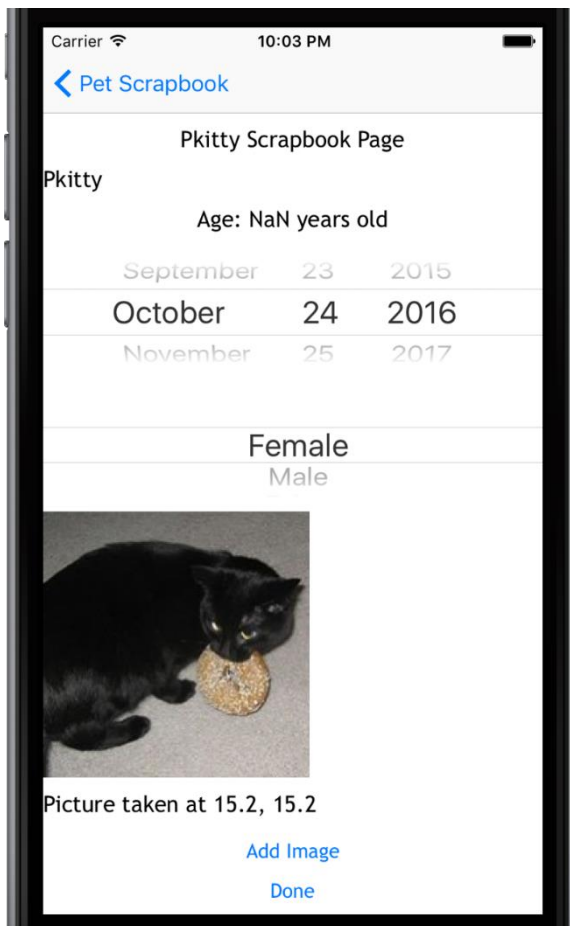 Carrier 10:03 PM
Pet Scrapbook
Pkitty Scrapbook Page
Pkitty
Age: NaN years old
September 23 2015
October 24 2016
November 25 2017
Female
Male
Picture taken at 15.2, 15.2
Add Image
Done